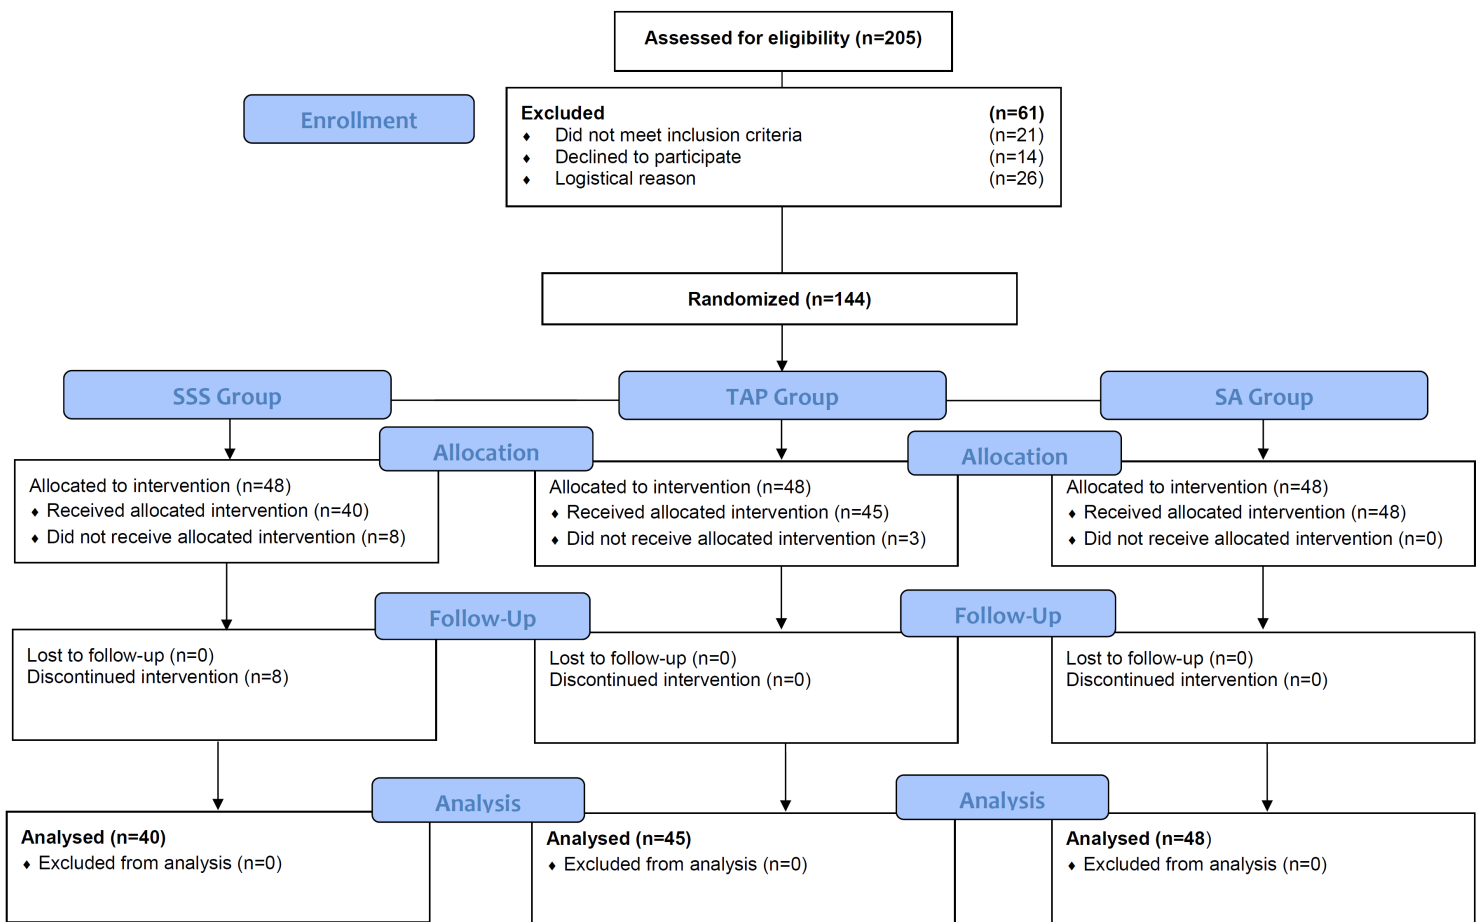 Assessed for eligibility (n=205)
Enrollment
Excluded (n=61)
♦ Did not meet inclusion criteria (n=21)
♦ Declined to participate (n=14)
♦ Logistical reason (n=26)
Randomized (n=144)
SSS Group
TAP Group
SA Group
Allocation
Allocation
Allocated to intervention (n=48)
♦ Received allocated intervention (n=40)
♦ Did not receive allocated intervention (n=8)
Allocated to intervention (n=48)
♦ Received allocated intervention (n=45)
♦ Did not receive allocated intervention (n=3)
Allocated to intervention (n=48)
♦ Received allocated intervention (n=48)
♦ Did not receive allocated intervention (n=0)
Follow-Up
Follow-Up
Lost to follow-up (n=0)
Discontinued intervention (n=8)
Lost to follow-up (n=0)
Discontinued intervention (n=0)
Lost to follow-up (n=0)
Discontinued intervention (n=0)
Analysis
Analysis
Analysed (n=40)
♦ Excluded from analysis (n=0)
Analysed (n=45)
♦ Excluded from analysis (n=0)
Analysed (n=48)
♦ Excluded from analysis (n=0)